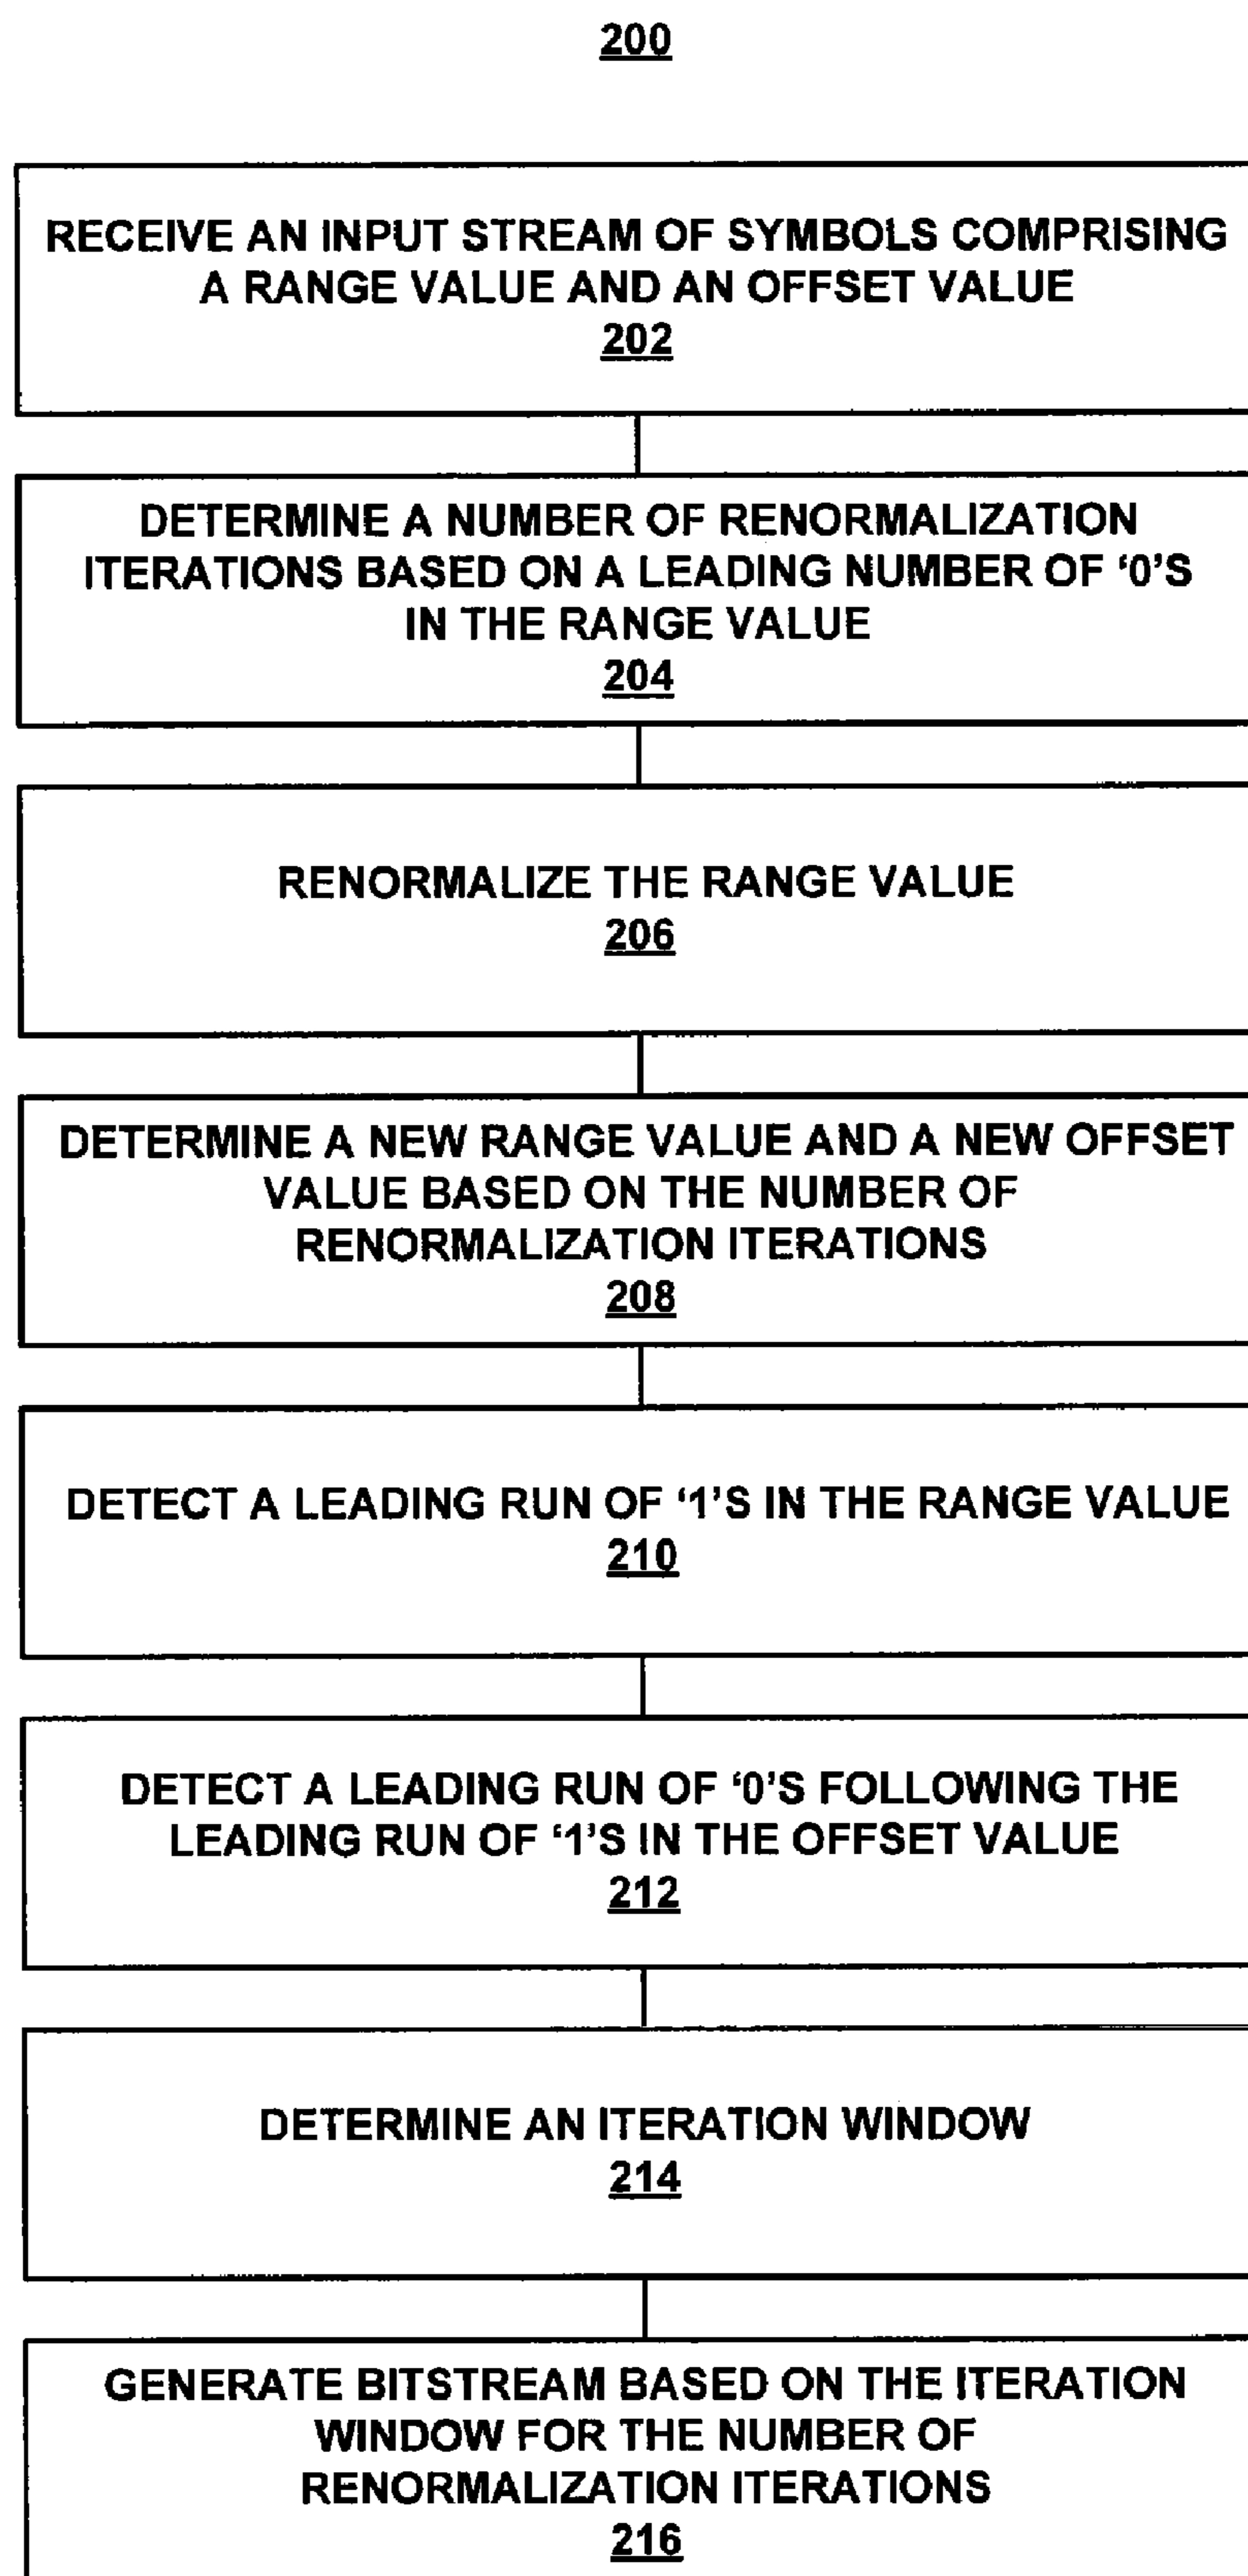 200
RECEIVE AN INPUT STREAM OF SYMBOLS COMPRISING
A RANGE VALUE AND AN OFFSET VALUE
202
DETERMINE A NUMBER OF RENORMALIZATION
ITERATIONS BASED ON A LEADING NUMBER OF ‘0’S
IN THE RANGE VALUE
204
RENORMALIZE THE RANGE VALUE
206
DETERMINE A NEW RANGE VALUE AND A NEW OFFSET
VALUE BASED ON THE NUMBER OF
RENORMALIZATION ITERATIONS
208
DETECT A LEADING RUN OF ‘1’S IN THE RANGE VALUE
210
DETECT A LEADING RUN OF ‘0’S FOLLOWING THE
LEADING RUN OF ‘1’S IN THE OFFSET VALUE
212
DETERMINE AN ITERATION WINDOW
214
GENERATE BITSTREAM BASED ON THE ITERATION
WINDOW FOR THE NUMBER OF
RENORMALIZATION ITERATIONS
216